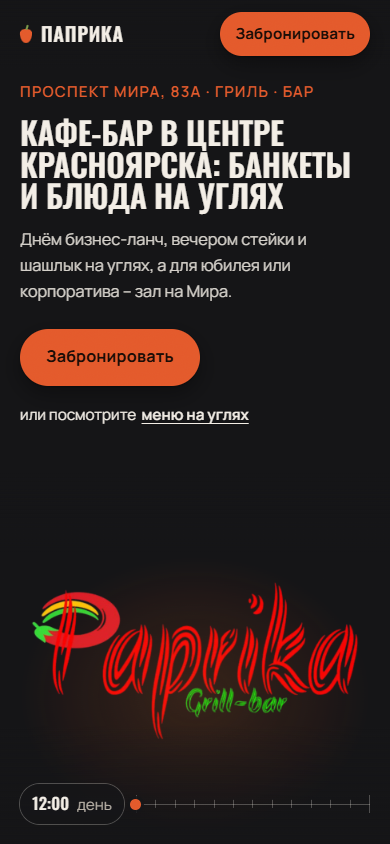 ПАПРИКА
Забронировать
ПРОСПЕКТ МИРА, 83А · ГРИЛЬ · БАР
КАФЕ-БАР В ЦЕНТРЕ
КРАСНОЯРСКА: БАНКЕТЫ
И БЛЮДА НА УГЛЯХ
Днём бизнес-ланч, вечером стейки и
шашлык на углях, а для юбилея или
корпоратива – зал на Мира.
Забронировать
или посмотрите меню на углях
Paprika
Grill-bar
12:00 день